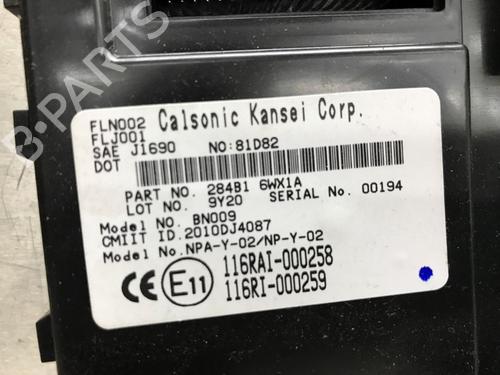 B-PARTS
FLN002 Calsonic Kansei Corp.
FLJ001
SAE J1690 NO:81D82
DOT
PART NO. 284B1 6WX1A
LOT NO. 9Y20 SERIAL No. 00194
Model No. BN009
CMIIT ID.2010DJ4087
Model No.NPA-Y-02/NP-Y-02
CE E11 116RAI-000258
116RI-000259